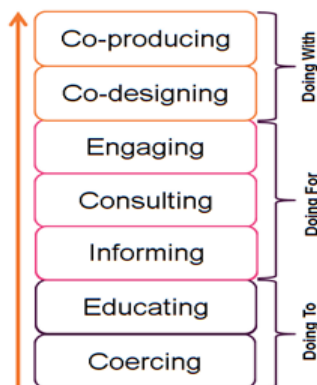 Co-producing
Co-designing
Engaging
Consulting
Informing
Educating
Coercing
Doing With
Doing For
Doing To